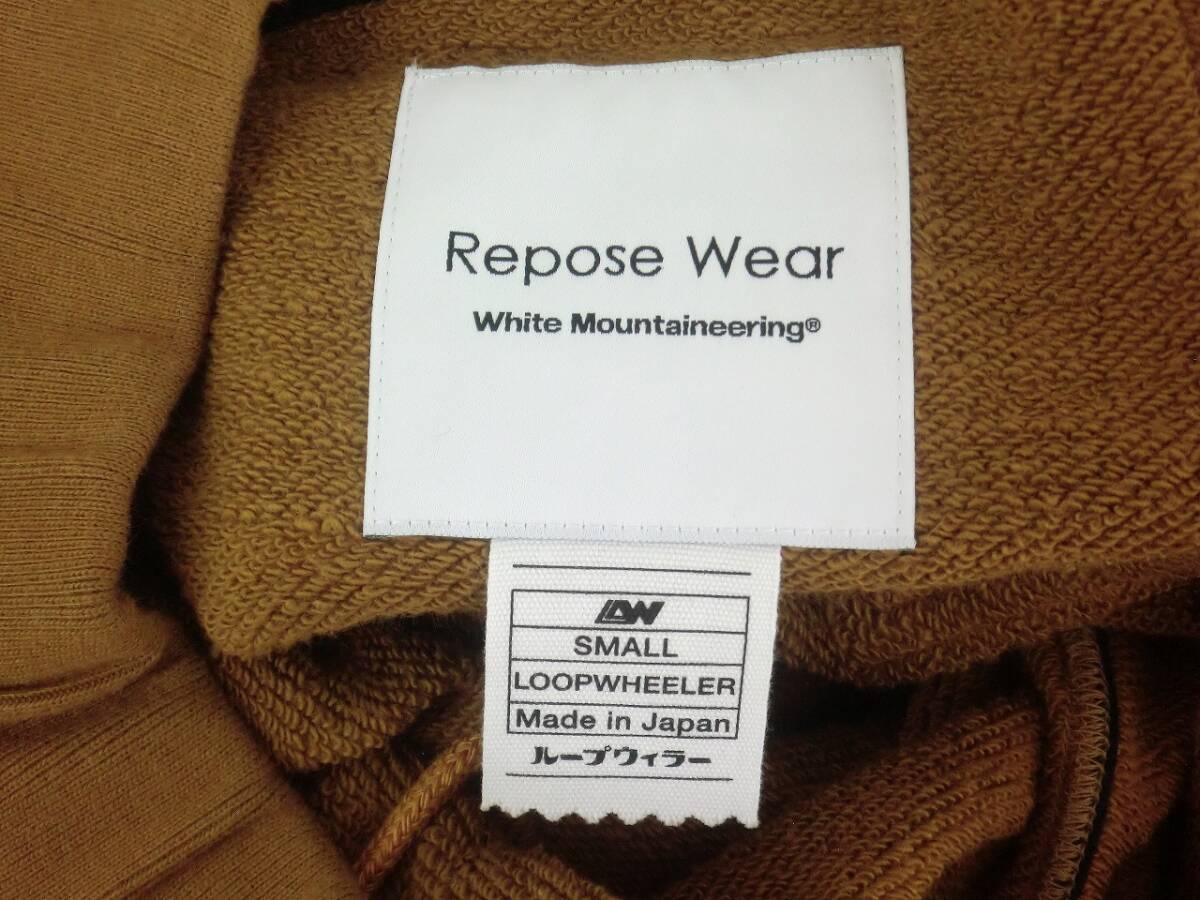 Repose Wear
White Mountaineering®
LW
SMALL
LOOPWHEELER
Made in Japan
ループウィラー